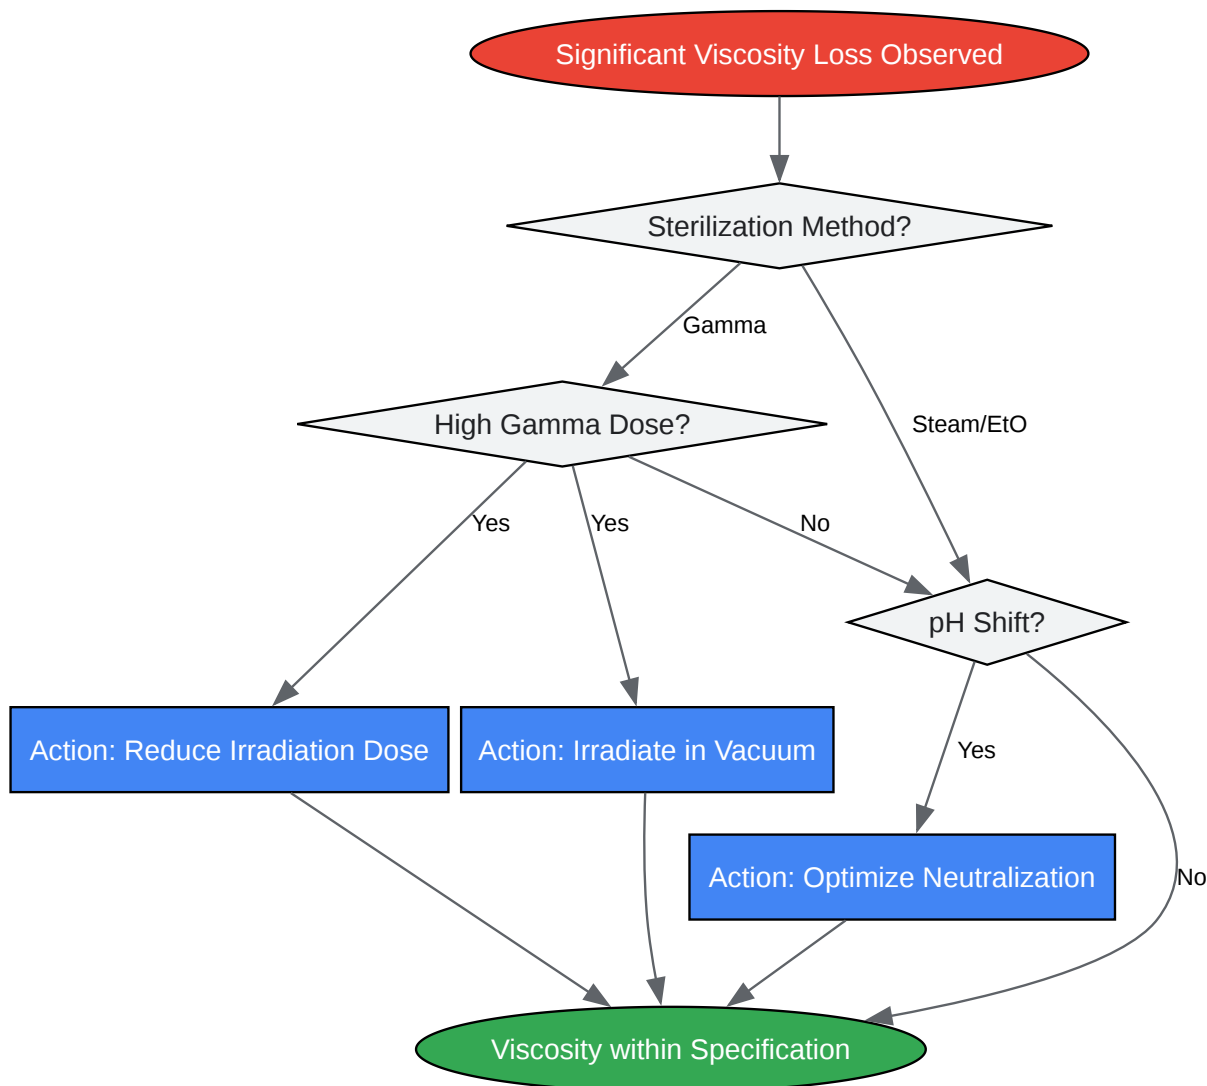 Significant Viscosity Loss Observed
Sterilization Method?
Gamma
High Gamma Dose?
Steam/EtO
Yes
Yes
No
pH Shift?
Action: Reduce Irradiation Dose
Action: Irradiate in Vacuum
Yes
Action: Optimize Neutralization
No
Viscosity within Specification